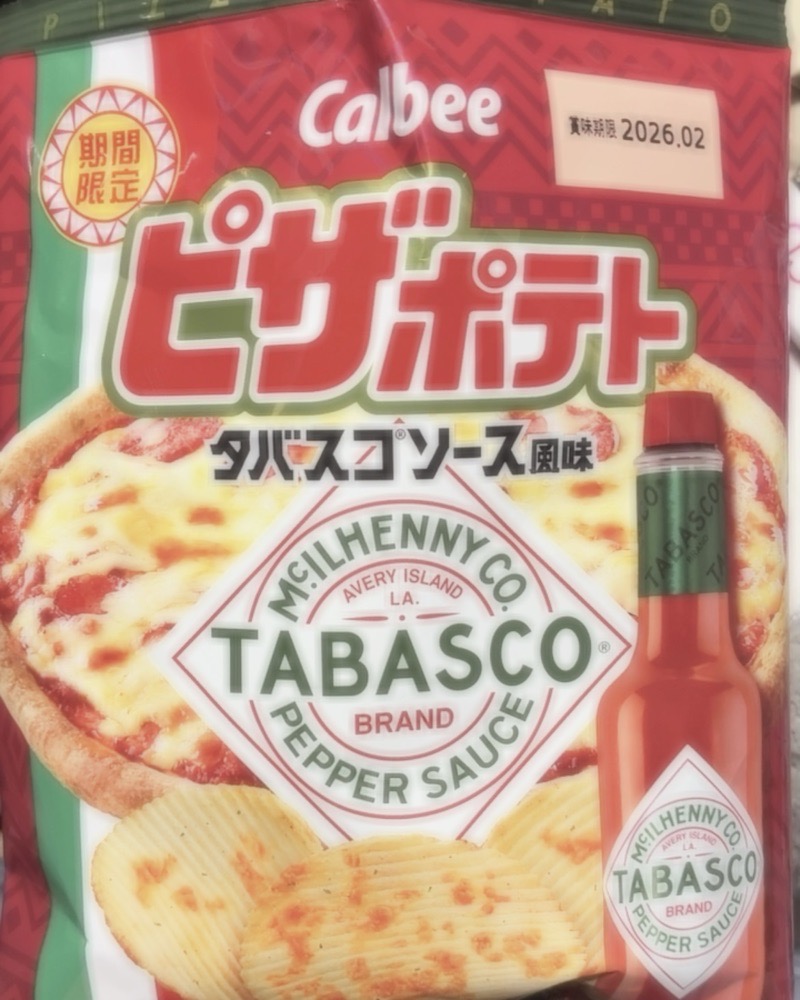 Calbee
賞味期限 2026.02
期間
限定
ピザポテト
タバスコ®ソース風味
McILHENNY CO.
AVERY ISLAND
LA.
TABASCO®
BRAND
PEPPER SAUCE
TABASCO
McILHENNY CO.
AVERY ISLAND
LA.
TABASCO
BRAND
PEPPER SAUCE